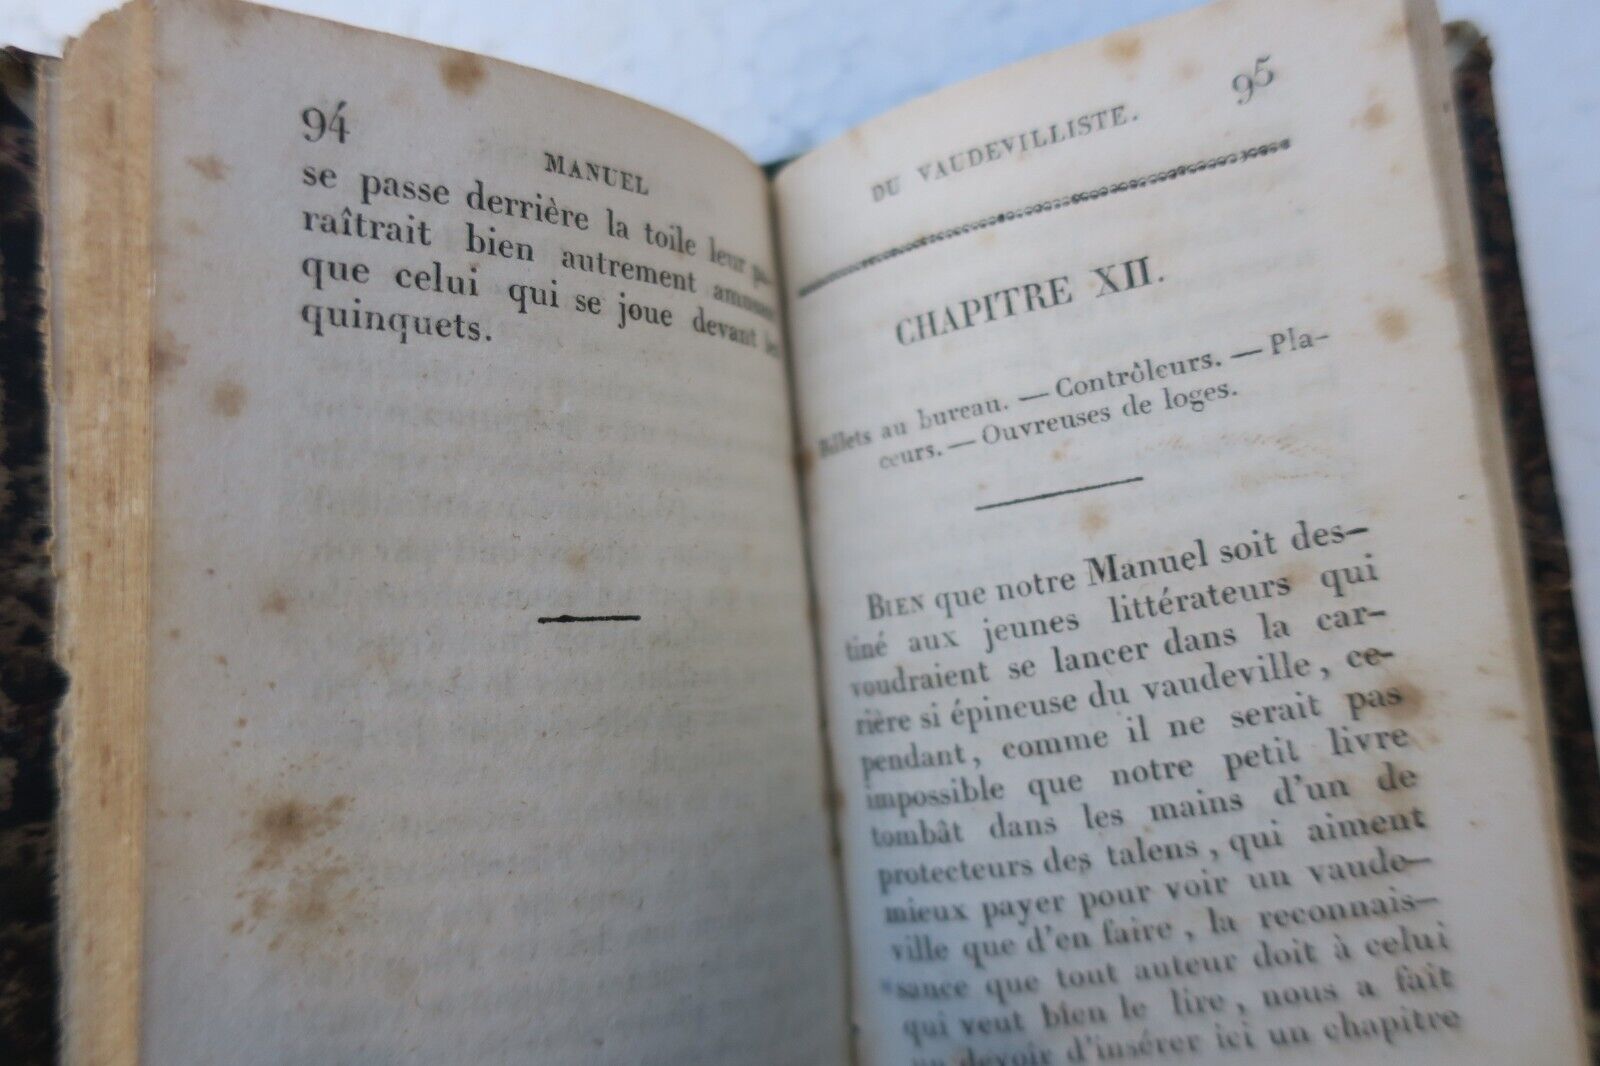 94
MANUEL
se passe derrière la toile leur pa-
raîtrait bien autrement amusant
que celui qui se joue devant les
quinquets.
DU VAUDEVILLISTE.
95
CHAPITRE XII.
Billets au bureau. — Contrôleurs. — Pla-
ceurs. — Ouvreuses de loges.
BIEN que notre Manuel soit des-
tiné aux jeunes littérateurs qui
voudraient se lancer dans la car-
rière si épineuse du vaudeville, ce-
pendant, comme il ne serait pas
impossible que notre petit livre
tombât dans les mains d'un de
protecteurs des talens, qui aiment
mieux payer pour voir un vaude-
ville que d'en faire, la reconnais-
sance que tout auteur doit à celui
qui veut bien le lire, nous a fait
un devoir d'insérer ici un chapitre